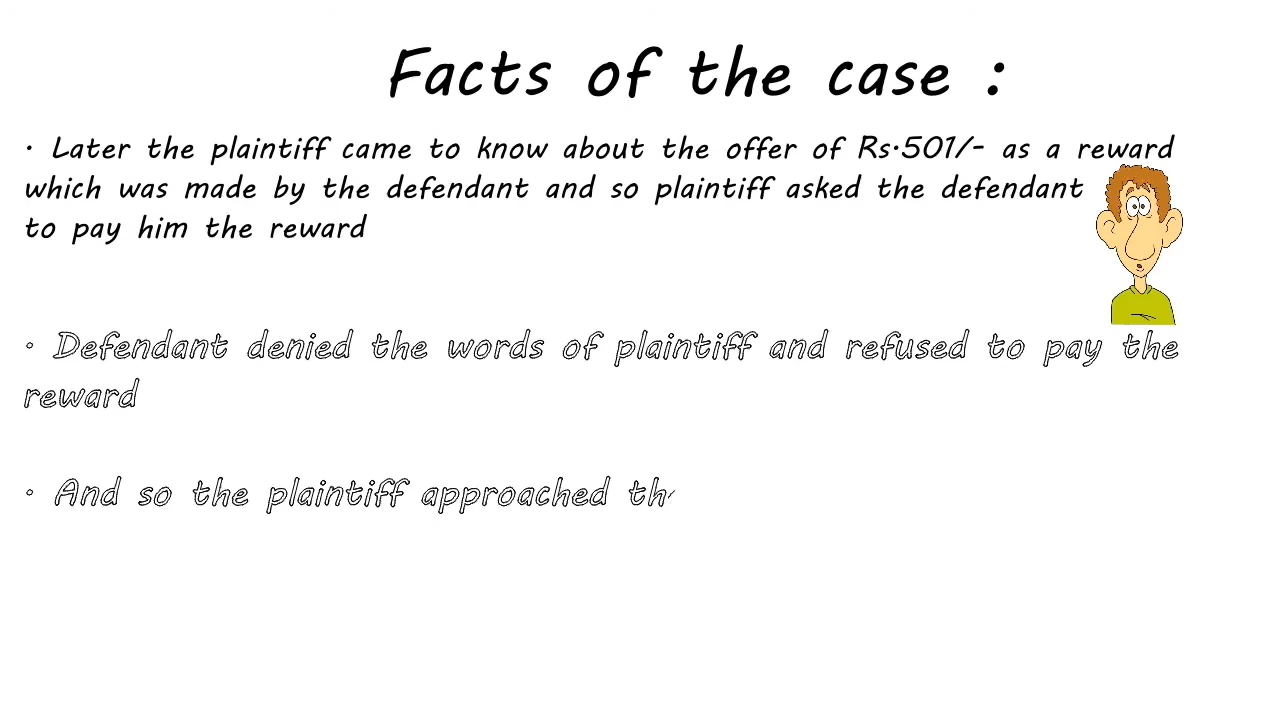 Facts of the case :
· Later the plaintiff came to know about the offer of Rs·501/- as a reward
which was made by the defendant and so plaintiff asked the defendant
to pay him the reward
· Defendant denied the words of plaintiff and refused to pay the
reward
· And so the plaintiff approached th